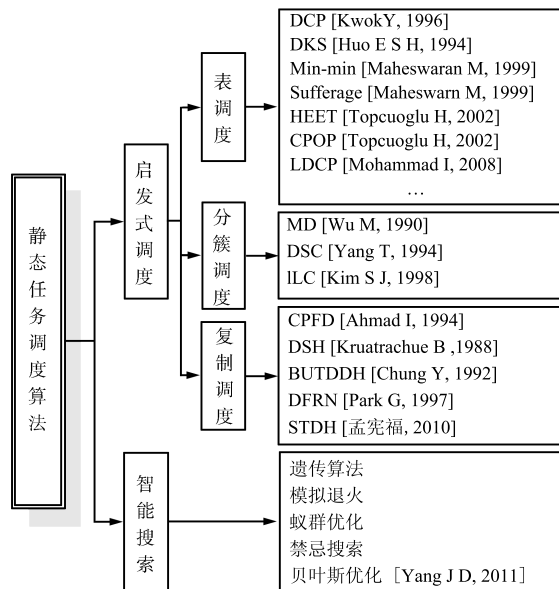 静态任务调度算法
启发式调度
表调度
DCP [KwokY, 1996]
DKS [Huo E S H, 1994]
Min-min [Maheswaran M, 1999]
Sufferage [Maheswarn M, 1999]
HEET [Topcuoglu H, 2002]
CPOP [Topcuoglu H, 2002]
LDCP [Mohammad I, 2008]
…
分簇调度
MD [Wu M, 1990]
DSC [Yang T, 1994]
lLC [Kim S J, 1998]
复制调度
CPFD [Ahmad I, 1994]
DSH [Kruatrachue B ,1988]
BUTDDH [Chung Y, 1992]
DFRN [Park G, 1997]
STDH [孟宪福, 2010]
智能搜索
遗传算法
模拟退火
蚁群优化
禁忌搜索
贝叶斯优化［Yang J D, 2011］